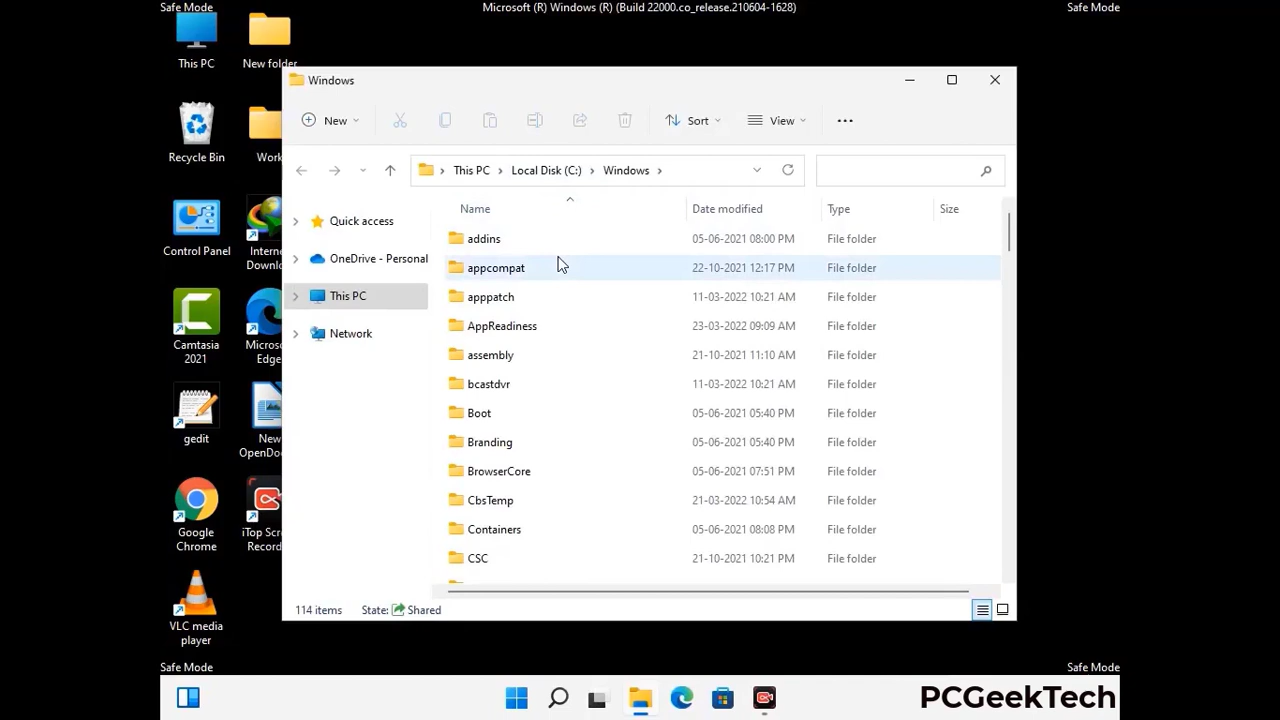 Safe Mode
Microsoft (R) Windows (R) (Build 22000.co_release.210604-1628)
Safe Mode
This PC
New folder
Recycle Bin
Work
Control Panel
Internet
Downlo
Camtasia
2021
Microso
Edge
gedit
New
OpenDoc
Google
Chrome
iTop Scre
Record
VLC media
player
Windows
New
Sort
View
This PC > Local Disk (C:) > Windows >
Quick access
OneDrive - Personal
This PC
Network
Name Date modified Type Size
addins 05-06-2021 08:00 PM File folder
appcompat 22-10-2021 12:17 PM File folder
apppatch 11-03-2022 10:21 AM File folder
AppReadiness 23-03-2022 09:09 AM File folder
assembly 21-10-2021 11:10 AM File folder
bcastdvr 11-03-2022 10:21 AM File folder
Boot 05-06-2021 05:40 PM File folder
Branding 05-06-2021 05:40 PM File folder
BrowserCore 05-06-2021 07:51 PM File folder
CbsTemp 21-03-2022 10:54 AM File folder
Containers 05-06-2021 08:08 PM File folder
CSC 21-10-2021 10:21 PM File folder
114 items State: Shared
Safe Mode
Safe Mode
PCGeekTech